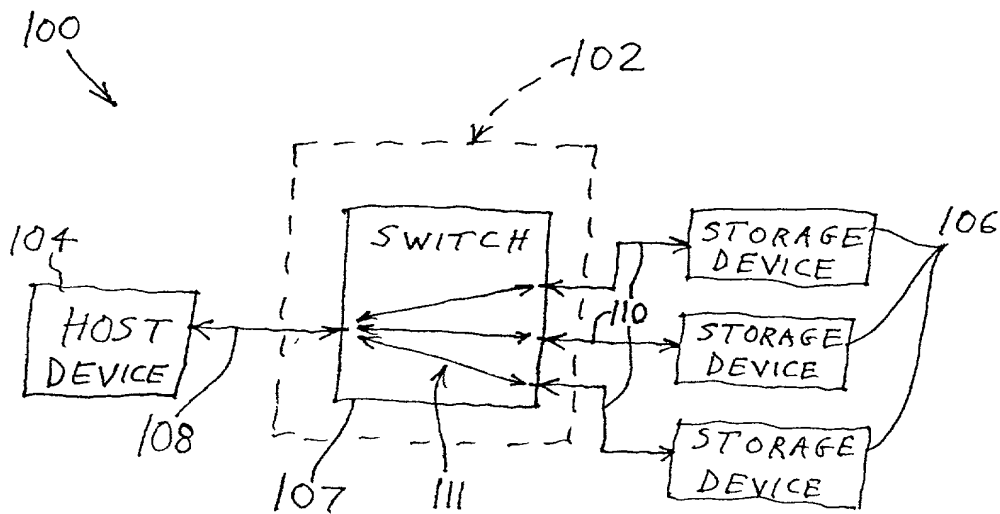 100
102
104
HOST
DEVICE
108
SWITCH
107
111
110
STORAGE
DEVICE
STORAGE
DEVICE
STORAGE
DEVICE
106